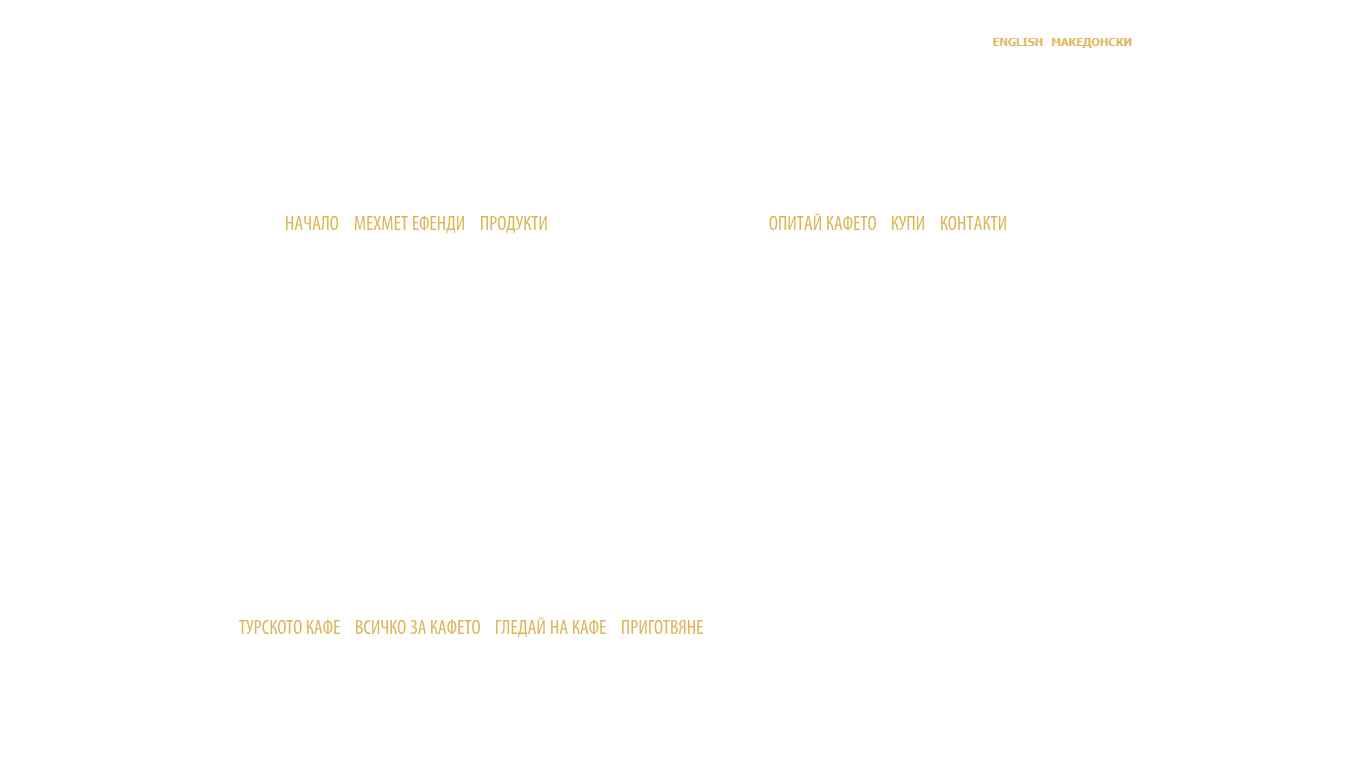 ENGLISH МАКЕДОНСКИ
НАЧАЛО МЕХМЕТ ЕФЕНДИ ПРОДУКТИ ОПИТАЙ КАФЕТО КУПИ КОНТАКТИ
ТУРСКОТО КАФЕ ВСИЧКО ЗА КАФЕТО ГЛЕДАЙ НА КАФЕ ПРИГОТВЯНЕ